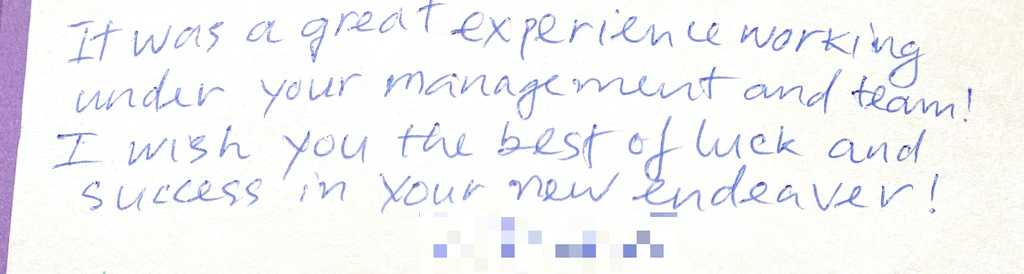 It was a great experience working
under your management and team!
I wish you the best of luck and
success in your new endeaver!